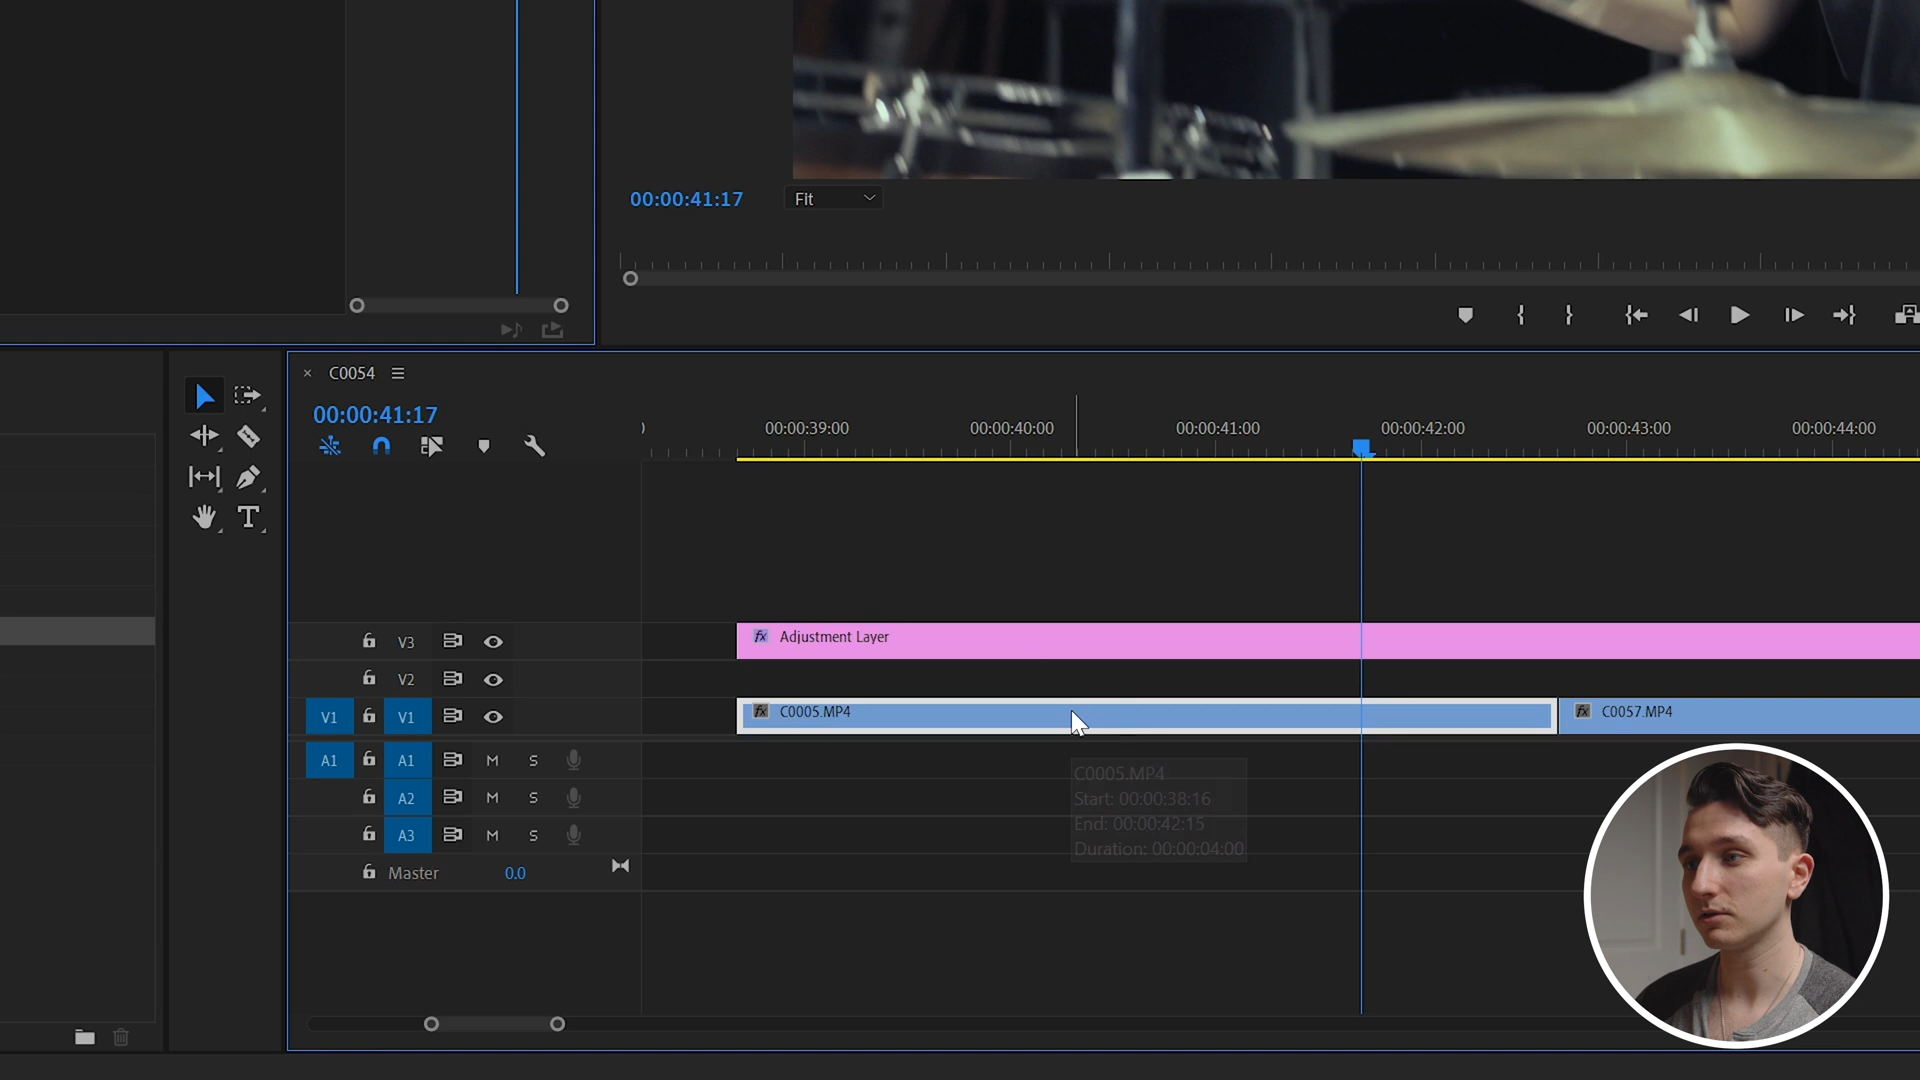 00:00:41:17
Fit
C0054
00:00:41:17
00:00:39:00
00:00:40:00
00:00:41:00
00:00:42:00
00:00:43:00
00:00:44:00
V3
fx Adjustment Layer
V2
V1
V1
fx C0005.MP4
fx C0057.MP4
A1
A1
M
S
C0005.MP4
Start: 00:00:38:16
End: 00:00:42:15
Duration: 00:00:04:00
A2
M
S
A3
M
S
Master
0.0